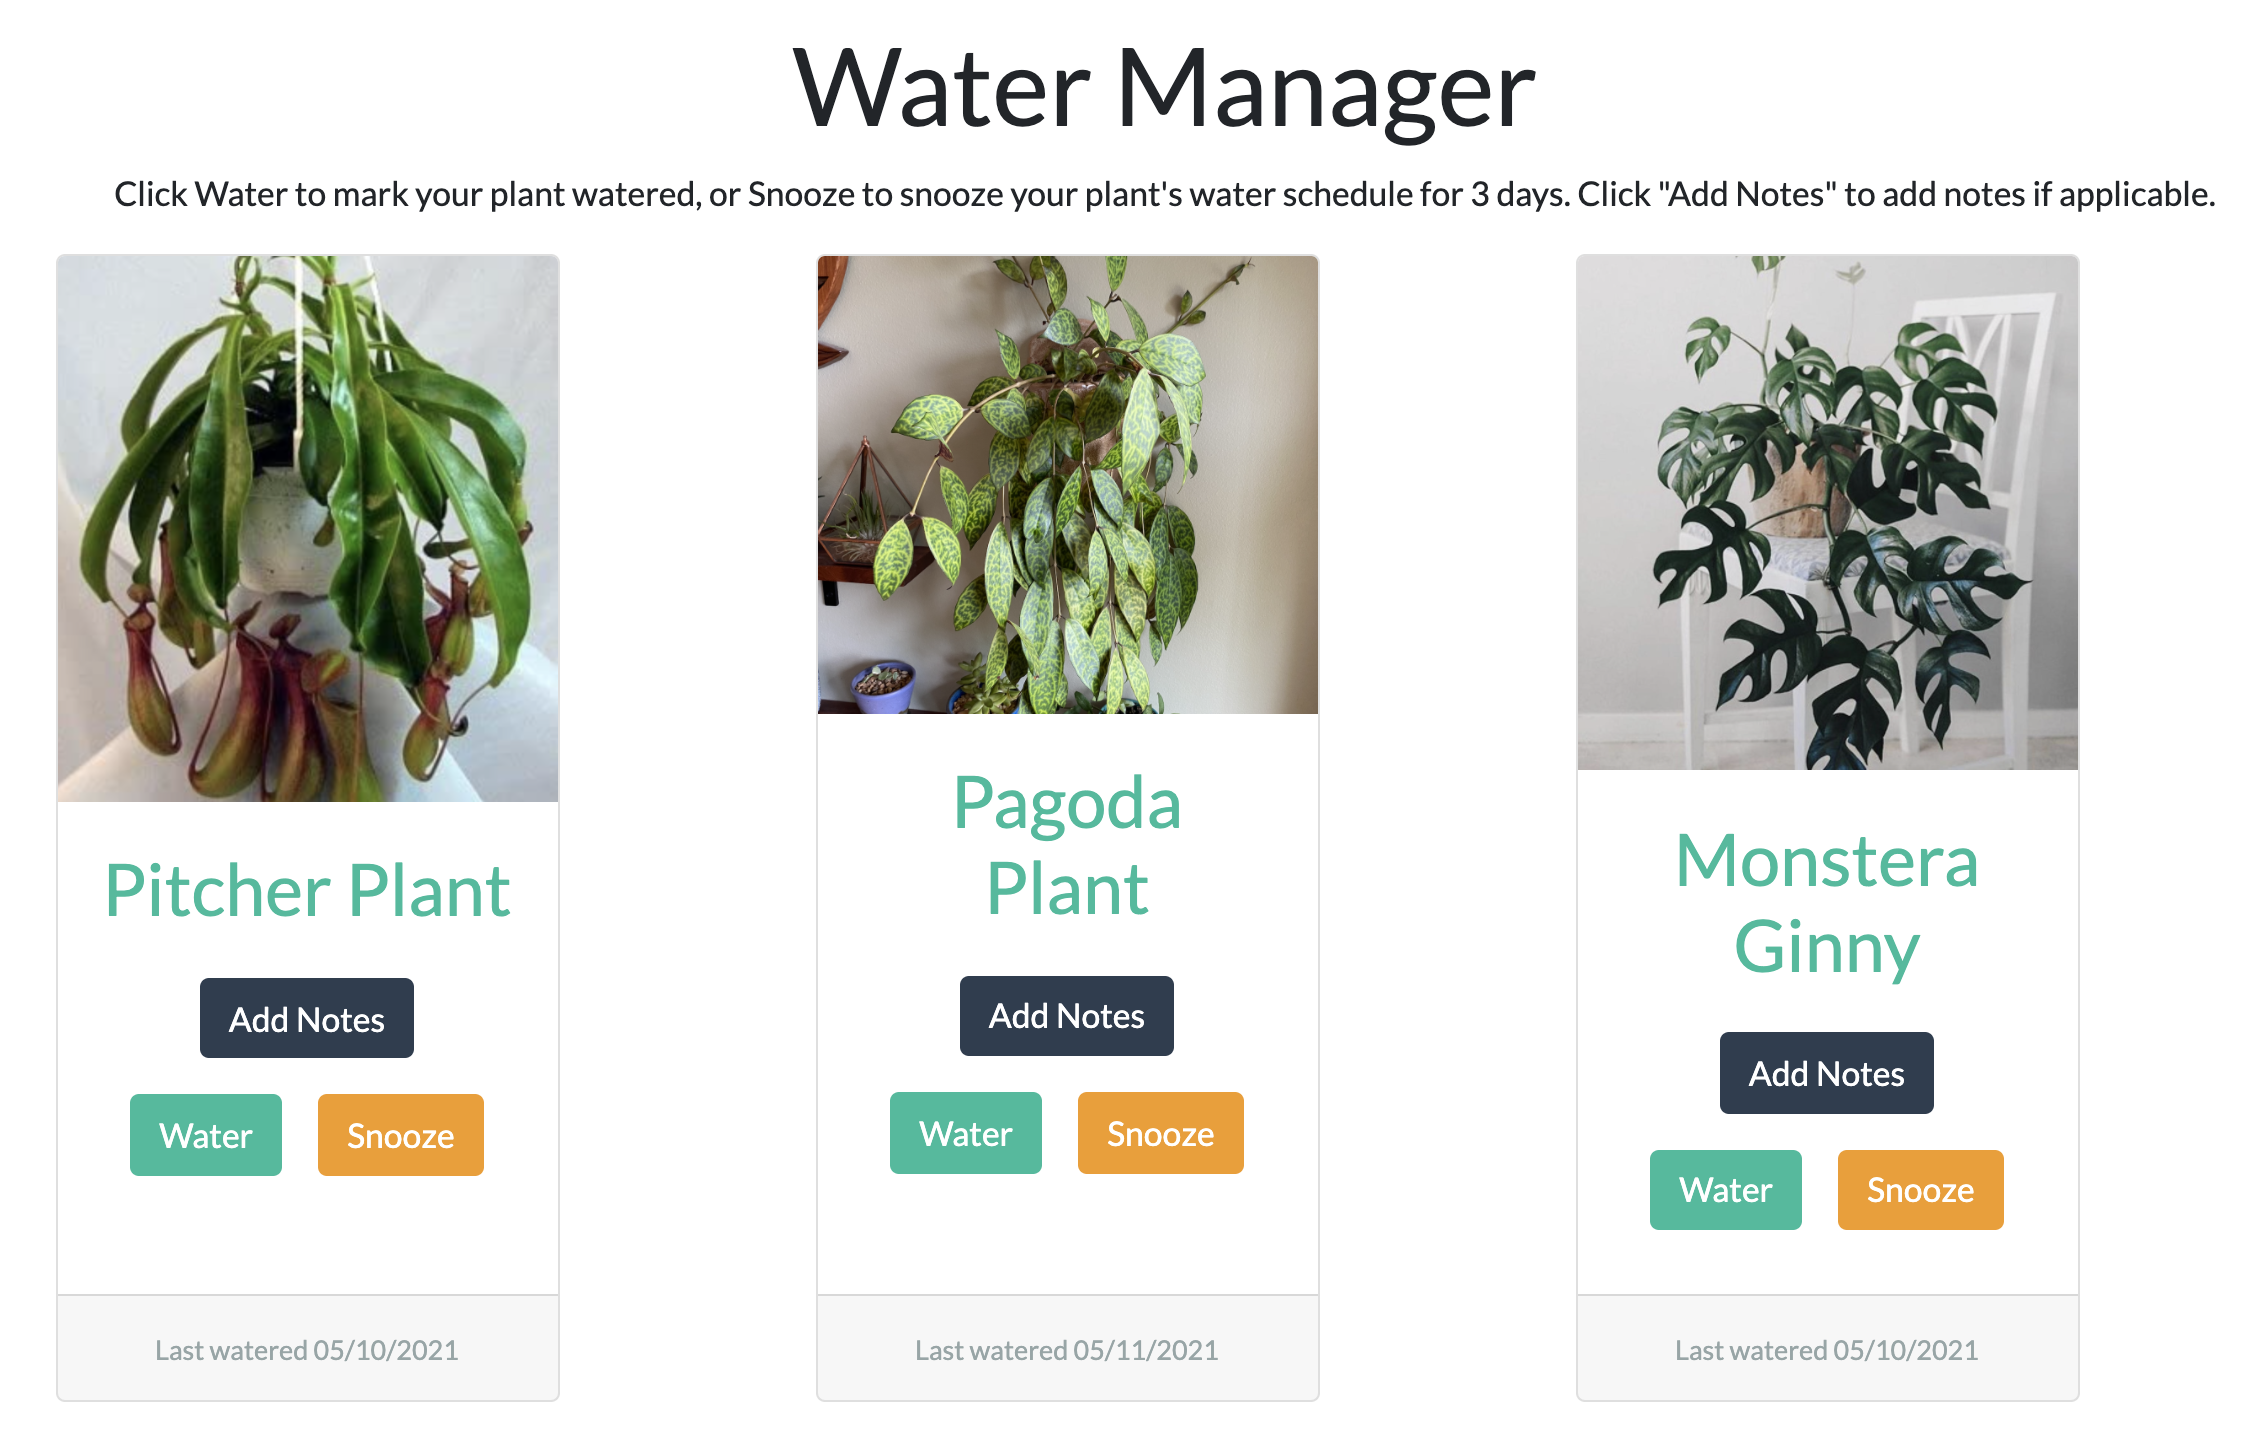 Water Manager
Click Water to mark your plant watered, or Snooze to snooze your plant's water schedule for 3 days. Click "Add Notes" to add notes if applicable.
Pitcher Plant
Add Notes
Water
Snooze
Last watered 05/10/2021
Pagoda
Plant
Add Notes
Water
Snooze
Last watered 05/11/2021
Monstera
Ginny
Add Notes
Water
Snooze
Last watered 05/10/2021